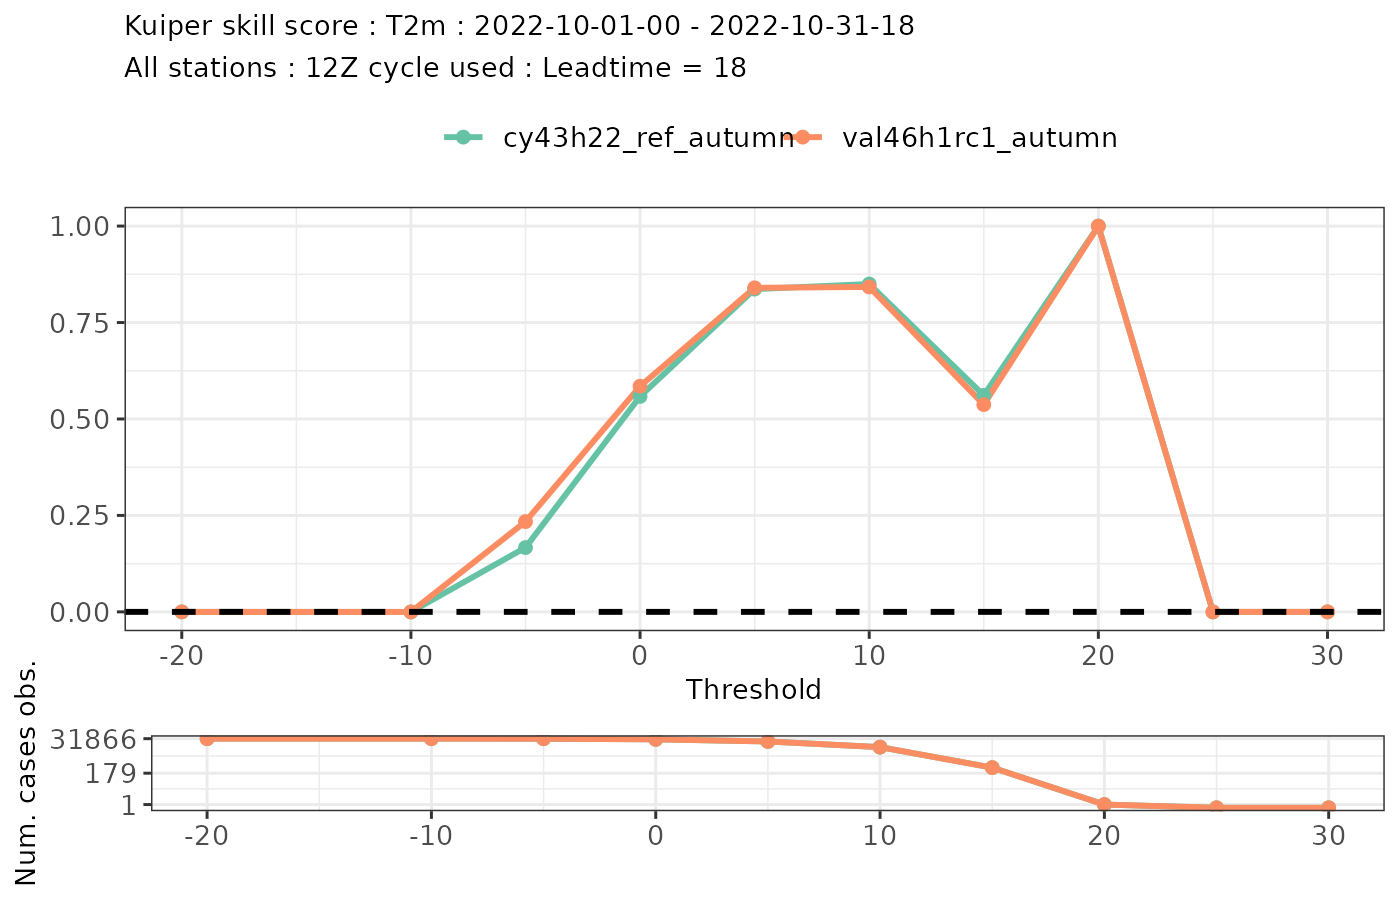 Kuiper skill score : T2m : 2022-10-01-00 - 2022-10-31-18
All stations : 12Z cycle used : Leadtime = 18
cy43h22_ref_autumn val46h1rc1_autumn
1.00
0.75
0.50
0.25
0.00
-20 -10 0 10 20 30
Threshold
Num. cases obs.
31866
179
1
-20 -10 0 10 20 30